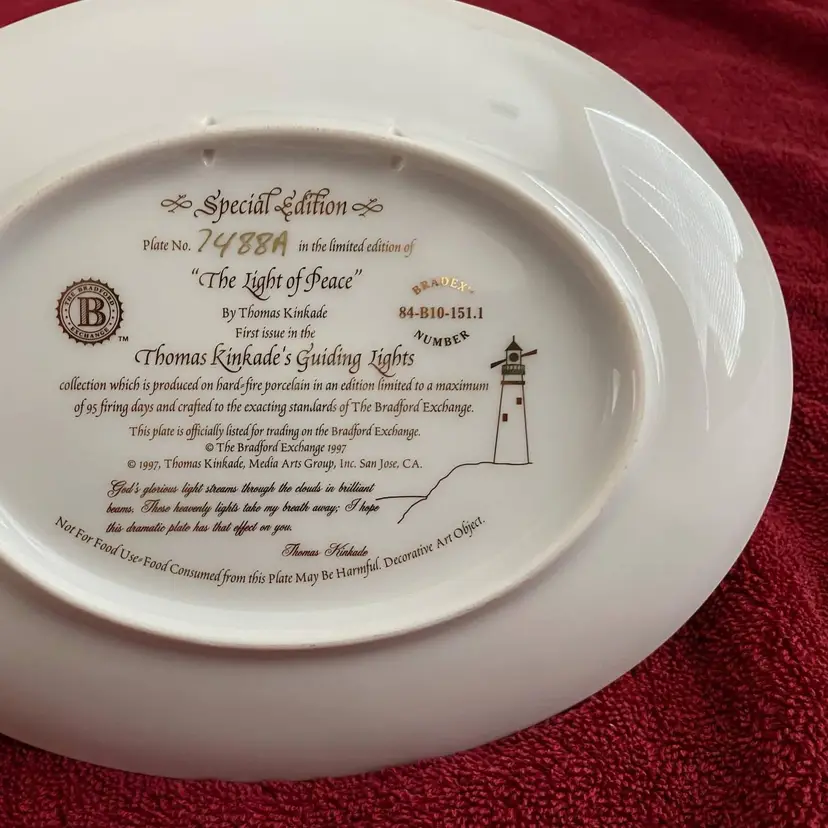 Special Edition
Plate No. 7488A in the limited edition of
"The Light of Peace"
By Thomas Kinkade
First issue in the
Thomas Kinkade's Guiding Lights
collection which is produced on hard-fire porcelain in an edition limited to a maximum
of 95 firing days and crafted to the exacting standards of The Bradford Exchange.
This plate is officially listed for trading on the Bradford Exchange.
© The Bradford Exchange 1997
© 1997, Thomas Kinkade, Media Arts Group, Inc. San Jose, CA.
God's glorious light streams through the clouds in brilliant
beams. These heavenly lights take my breath away; I hope
this dramatic plate has that effect on you.
Thomas Kinkade
Not For Food Use. Food Consumed from this Plate May Be Harmful. Decorative Art Object.
THE BRADFORD
B
EXCHANGE
TM
BRADEX™
84-B10-151.1
NUMBER